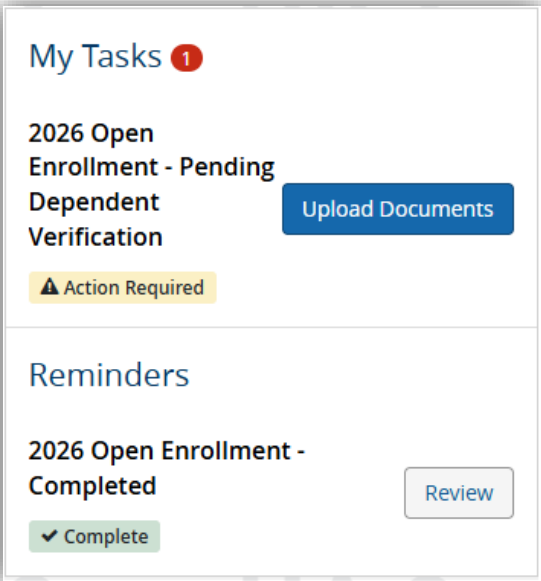 My Tasks 1
2026 Open
Enrollment - Pending
Dependent
Verification
Upload Documents
Action Required
Reminders
2026 Open Enrollment -
Completed
Review
Complete